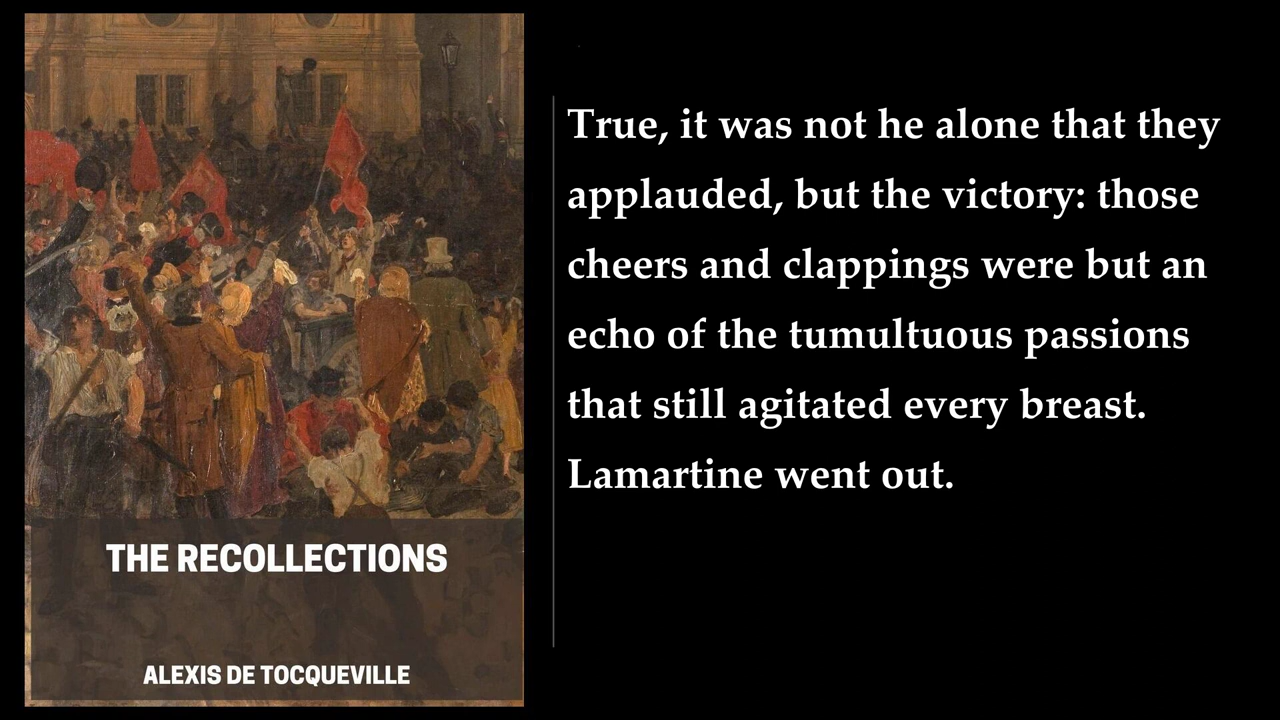 THE RECOLLECTIONS
ALEXIS DE TOCQUEVILLE
True, it was not he alone that they
applauded, but the victory: those
cheers and clappings were but an
echo of the tumultuous passions
that still agitated every breast.
Lamartine went out.